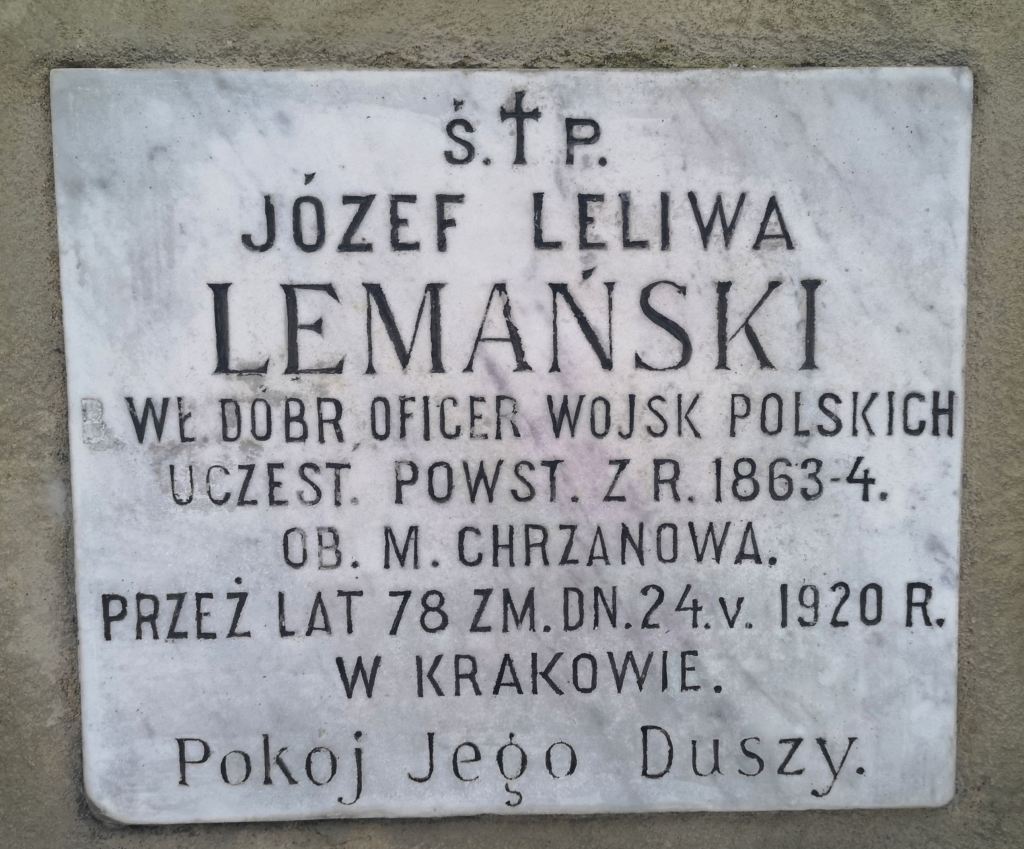 Ś. † P.
JÓZEF LELIWA
LEMAŃSKI
B. WŁ. DÓBR, OFICER WOJSK POLSKICH
UCZEST. POWST. Z R. 1863-4.
OB. M. CHRZANOWA.
PRZEŻ LAT 78 ZM. DN. 24.V. 1920 R.
W KRAKOWIE.
Pokój Jego Duszy.